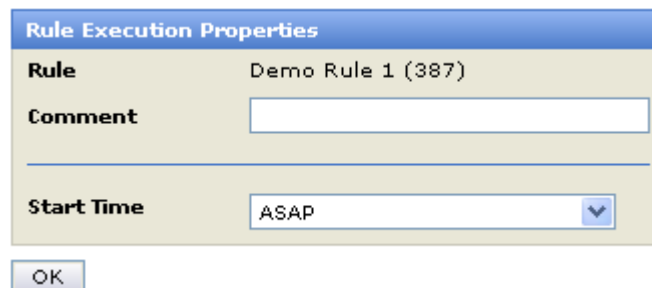 Rule Execution Properties
Rule Demo Rule 1 (387)
Comment
Start Time ASAP
OK